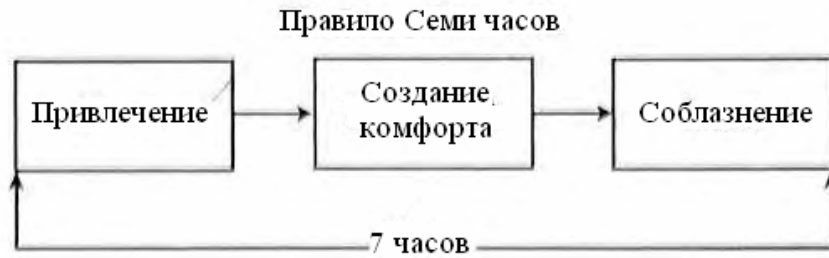 Правило Семи часов
Привлечение
Создание
комфорта
Соблазнение
7 часов